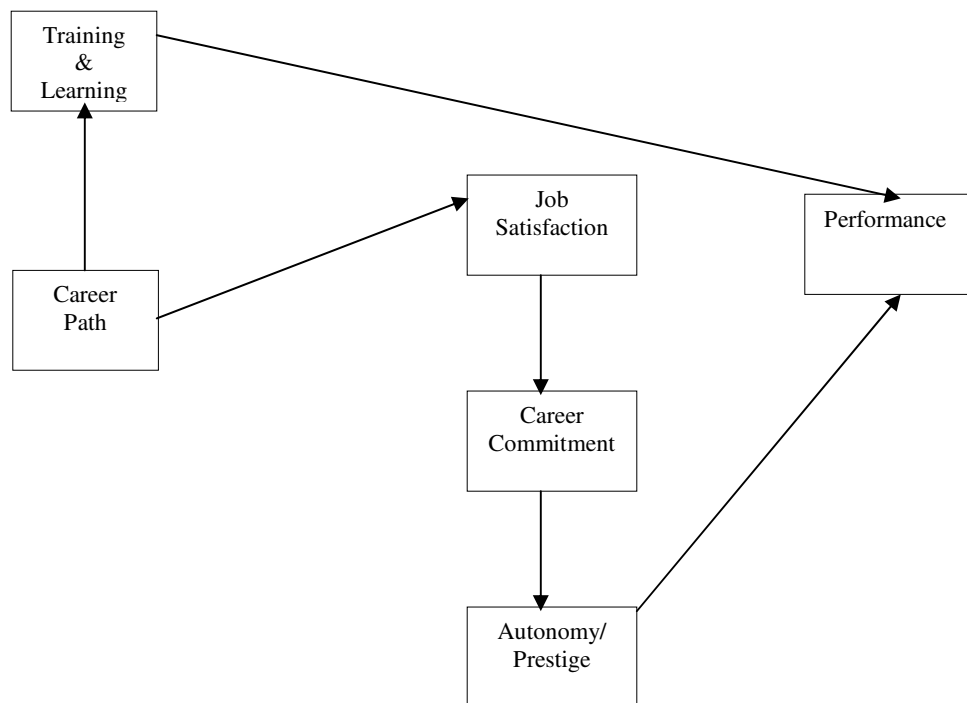 Training
&
Learning
Job
Satisfaction
Performance
Career
Path
Career
Commitment
Autonomy/
Prestige